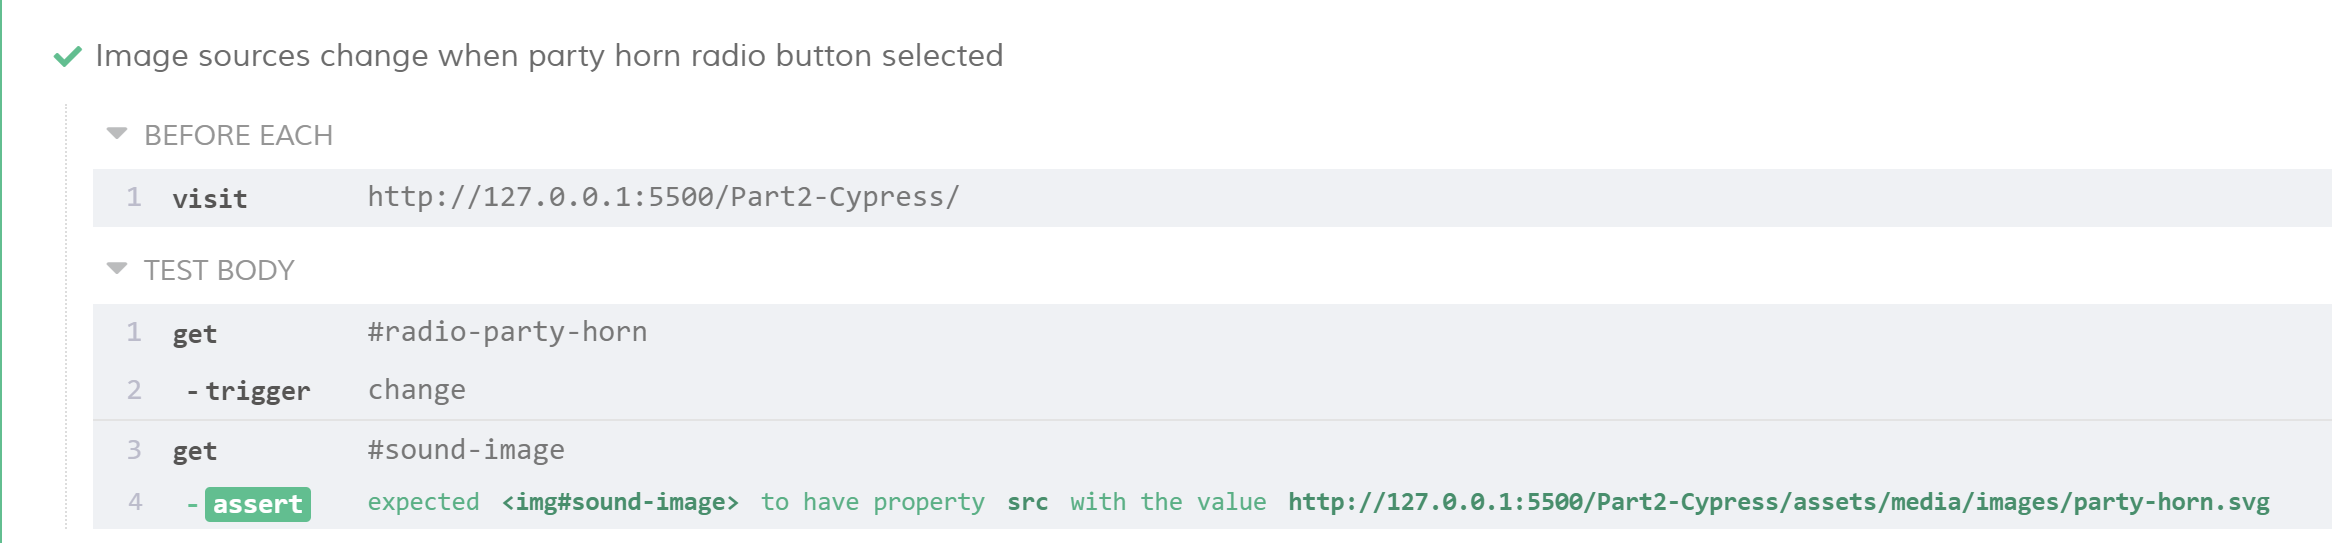 Image sources change when party horn radio button selected
BEFORE EACH
1 visit http://127.0.0.1:5500/Part2-Cypress/
TEST BODY
1 get #radio-party-horn
2 - trigger change
3 get #sound-image
4 - assert expected <img#sound-image> to have property src with the value http://127.0.0.1:5500/Part2-Cypress/assets/media/images/party-horn.svg